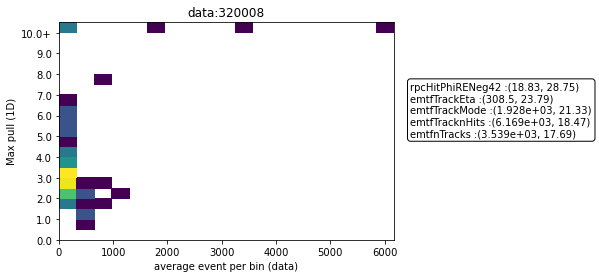 data:320008
Max pull (1D)
10.0+
9.0
8.0
7.0
6.0
5.0
4.0
3.0
2.0
1.0
0.0
0 1000 2000 3000 4000 5000 6000
average event per bin (data)
rpcHitPhiRENeg42 :(18.83, 28.75)
emtfTrackEta :(308.5, 23.79)
emtfTrackMode :(1.928e+03, 21.33)
emtfTracknHits :(6.169e+03, 18.47)
emtfnTracks :(3.539e+03, 17.69)